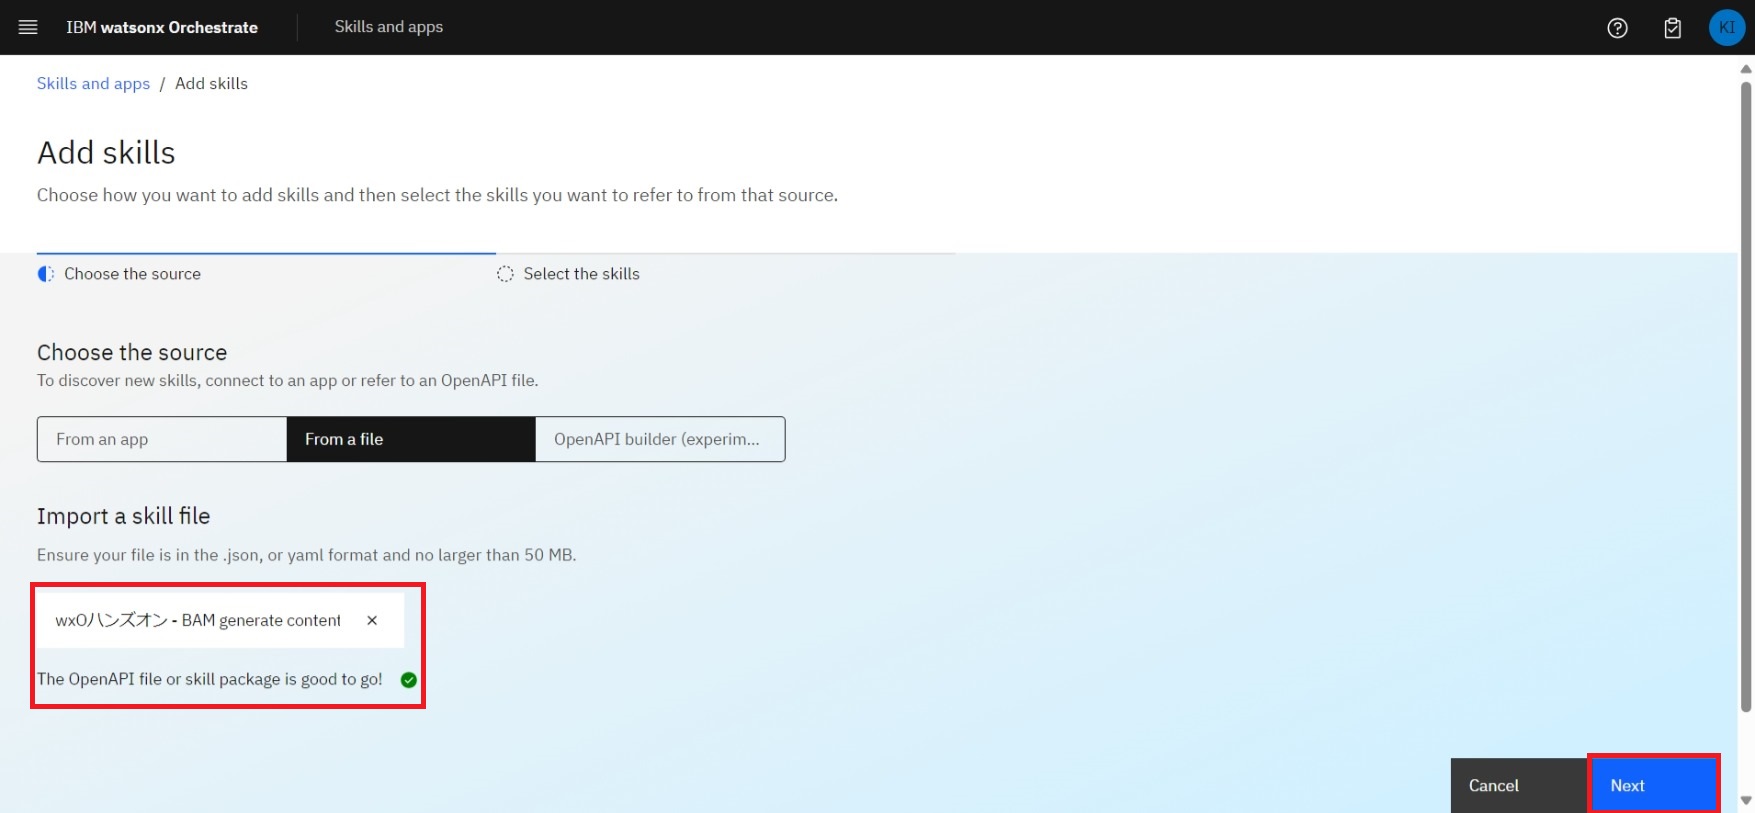 IBM watsonx Orchestrate
Skills and apps
KI
Skills and apps / Add skills
Add skills
Choose how you want to add skills and then select the skills you want to refer to from that source.
Choose the source
Select the skills
Choose the source
To discover new skills, connect to an app or refer to an OpenAPI file.
From an app
From a file
OpenAPI builder (experim...
Import a skill file
Ensure your file is in the .json, or yaml format and no larger than 50 MB.
wxOハンズオン - BAM generate content
The OpenAPI file or skill package is good to go!
Cancel
Next